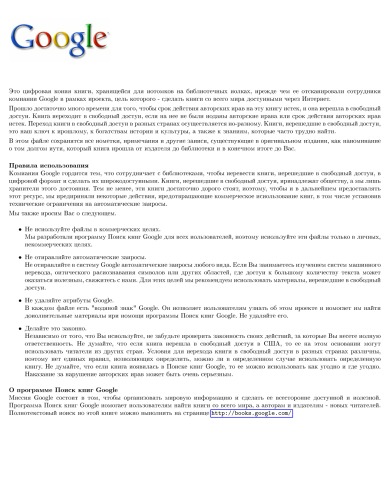 Google
Это цифровая копия книги, хранящейся для потомков на библиотечных полках, прежде чем ее отсканировали сотрудники
компании Google в рамках проекта, цель которого - сделать книги со всего мира доступными через Интернет.
Прошло достаточно много времени для того, чтобы срок действия авторских прав на эту книгу истек, и она перешла в свободный
доступ. Книга переходит в свободный доступ, если на нее не были поданы авторские права или срок действия авторских прав
истек. Переход книги в свободный доступ в разных странах осуществляется по-разному. Книги, перешедшие в свободный доступ,
это наш ключ к прошлому, к богатствам истории и культуры, а также к знаниям, которые часто трудно найти.
В этом файле сохранятся все пометки, примечания и другие записи, существующие в оригинальном издании, как напоминание
о том долгом пути, который книга прошла от издателя до библиотеки и в конечном итоге до Вас.
Правила использования
Компания Google гордится тем, что сотрудничает с библиотеками, чтобы перевести книги, перешедшие в свободный доступ, в
цифровой формат и сделать их широкодоступными. Книги, перешедшие в свободный доступ, принадлежат обществу, а мы лишь
хранители этого достояния. Тем не менее, эти книги достаточно дорого стоят, поэтому, чтобы и в дальнейшем предоставлять
этот ресурс, мы предприняли некоторые действия, предотвращающие коммерческое использование книг, в том числе установив
технические ограничения на автоматические запросы.
Мы также просим Вас о следующем.
• Не используйте файлы в коммерческих целях.
Мы разработали программу Поиск книг Google для всех пользователей, поэтому используйте эти файлы только в личных,
некоммерческих целях.
• Не отправляйте автоматические запросы.
Не отправляйте в систему Google автоматические запросы любого вида. Если Вы занимаетесь изучением систем машинного
перевода, оптического распознавания символов или других областей, где доступ к большому количеству текста может
оказаться полезным, свяжитесь с нами. Для этих целей мы рекомендуем использовать материалы, перешедшие в свободный
доступ.
• Не удаляйте атрибуты Google.
В каждом файле есть "водяной знак" Google. Он позволяет пользователям узнать об этом проекте и помогает им найти
дополнительные материалы при помощи программы Поиск книг Google. Не удаляйте его.
• Делайте это законно.
Независимо от того, что Вы используйте, не забудьте проверить законность своих действий, за которые Вы несете полную
ответственность. Не думайте, что если книга перешла в свободный доступ в США, то ее на этом основании могут
использовать читатели из других стран. Условия для перехода книги в свободный доступ в разных странах различны,
поэтому нет единых правил, позволяющих определить, можно ли в определенном случае использовать определенную
книгу. Не думайте, что если книга появилась в Поиске книг Google, то ее можно использовать как угодно и где угодно.
Наказание за нарушение авторских прав может быть очень серьезным.
О программе Поиск кпиг Google
Миссия Google состоит в том, чтобы организовать мировую информацию и сделать ее всесторонне доступной и полезной.
Программа Поиск книг Google помогает пользователям найти книги со всего мира, а авторам и издателям - новых читателей.
Полнотекстовый поиск по этой книге можно выполнить на странице http://books.google.com/